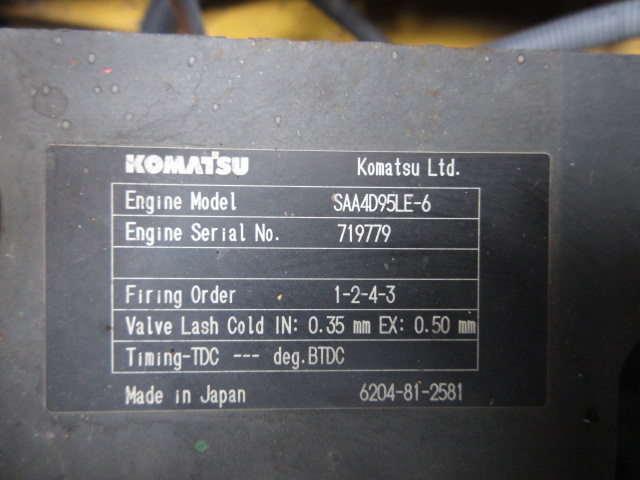 KOMATSU Komatsu Ltd.
Engine Model SAA4D95LE-6
Engine Serial No. 719779
Firing Order 1-2-4-3
Valve Lash Cold IN: 0.35 mm EX: 0.50 mm
Timing-TDC --- deg.BTDC
Made in Japan 6204-81-2581